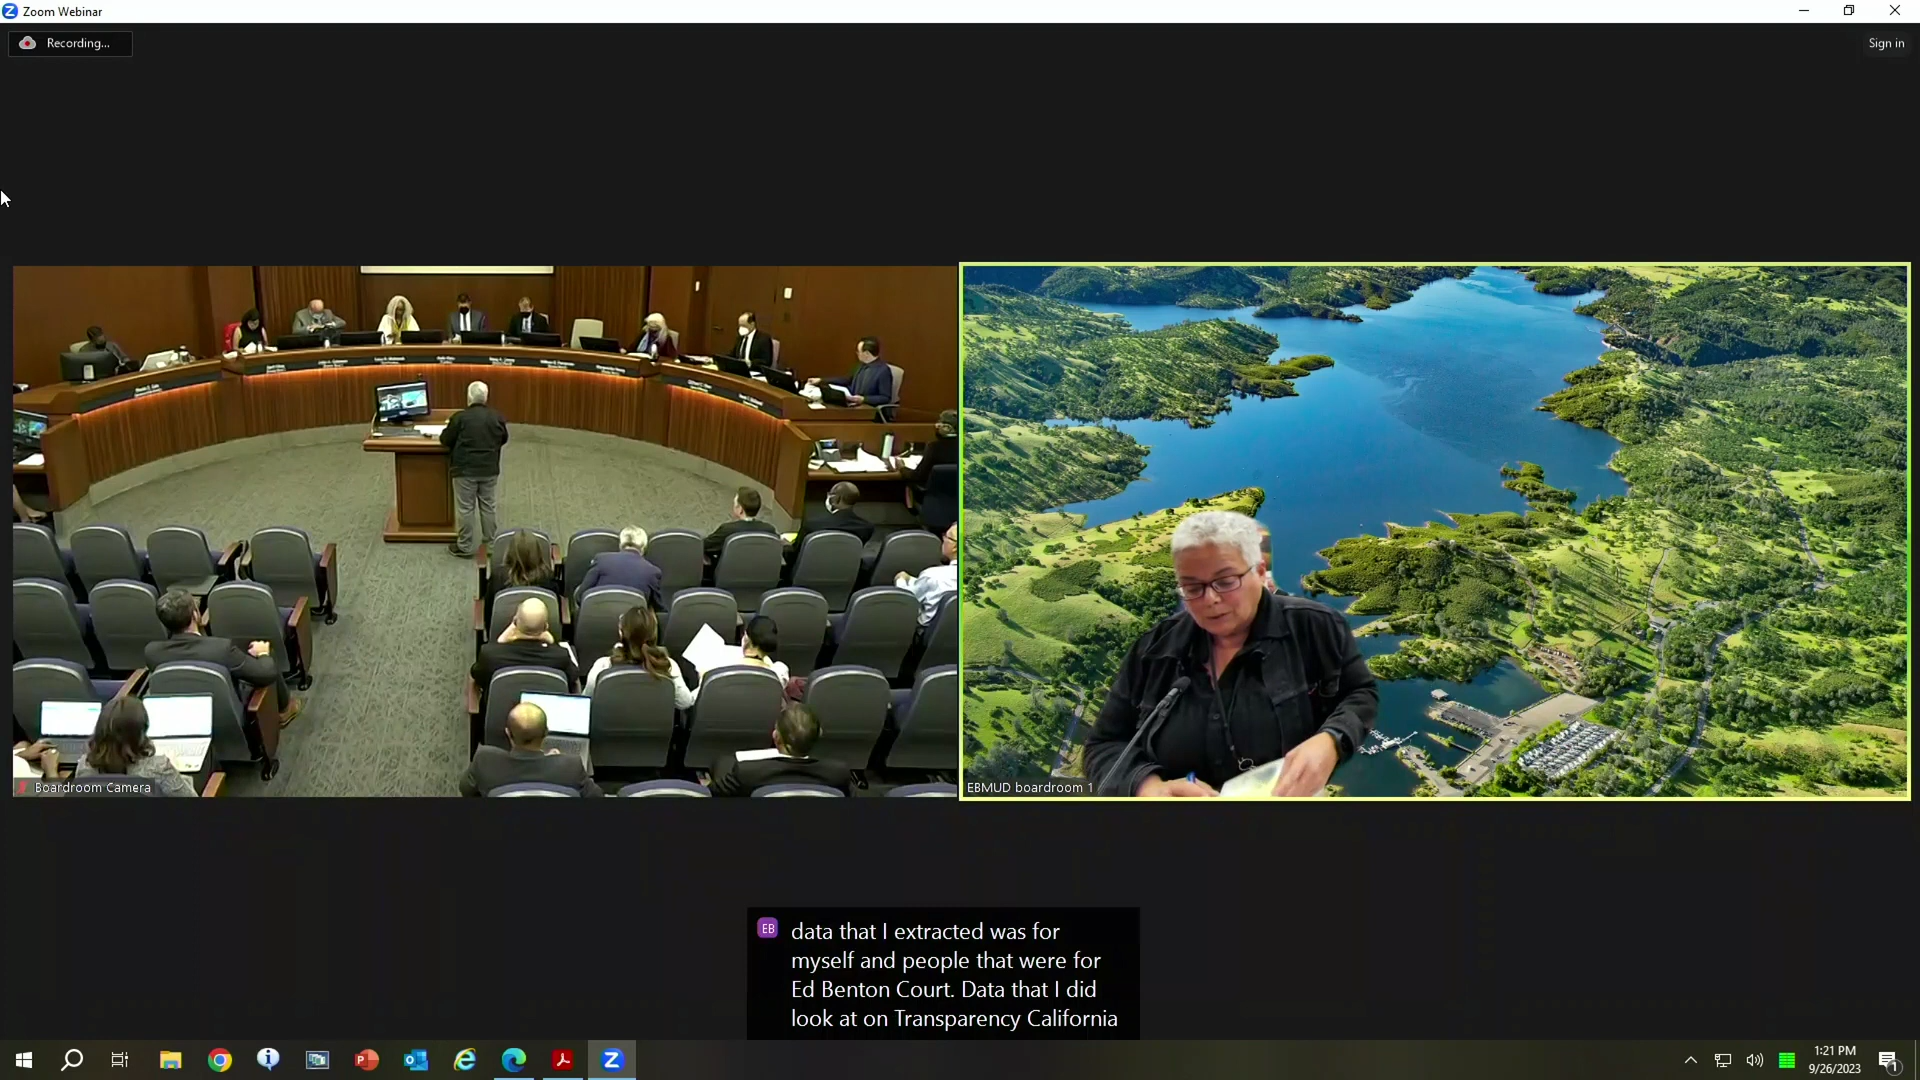 Zoom Webinar
Recording...
Sign in
Boardroom Camera
EBMUD boardroom 1
EB
data that I extracted was for
myself and people that were for
Ed Benton Court. Data that I did
look at on Transparency California
1:21 PM
9/26/2023
1